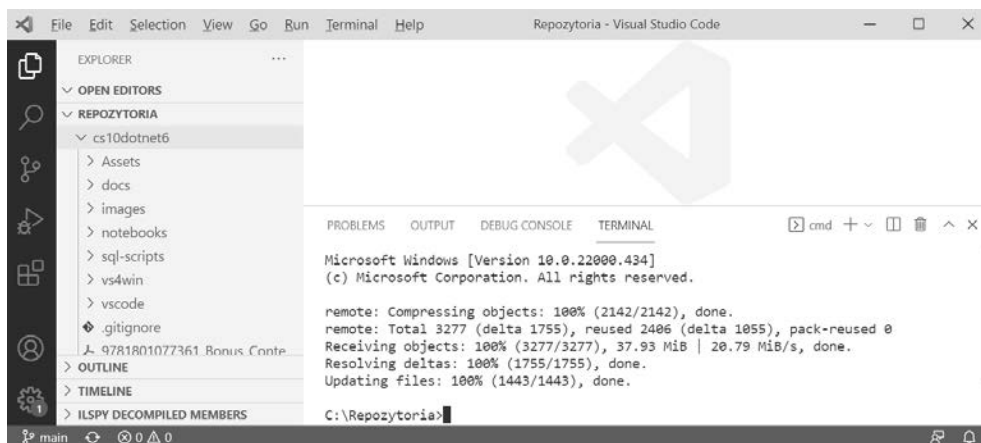 File Edit Selection View Go Run Terminal Help Repozytoria - Visual Studio Code
EXPLORER
OPEN EDITORS
REPOZYTORIA
cs10dotnet6
Assets
docs
images
notebooks
sql-scripts
vs4win
vscode
.gitignore
9781801077361_Bonus_Conte
OUTLINE
TIMELINE
ILSPY DECOMPILED MEMBERS
1
PROBLEMS OUTPUT DEBUG CONSOLE TERMINAL cmd
Microsoft Windows [Version 10.0.22000.434]
(c) Microsoft Corporation. All rights reserved.
remote: Compressing objects: 100% (2142/2142), done.
remote: Total 3277 (delta 1755), reused 2406 (delta 1055), pack-reused 0
Receiving objects: 100% (3277/3277), 37.93 MiB | 20.79 MiB/s, done.
Resolving deltas: 100% (1755/1755), done.
Updating files: 100% (1443/1443), done.
C:\Repozytoria>
main 0 0